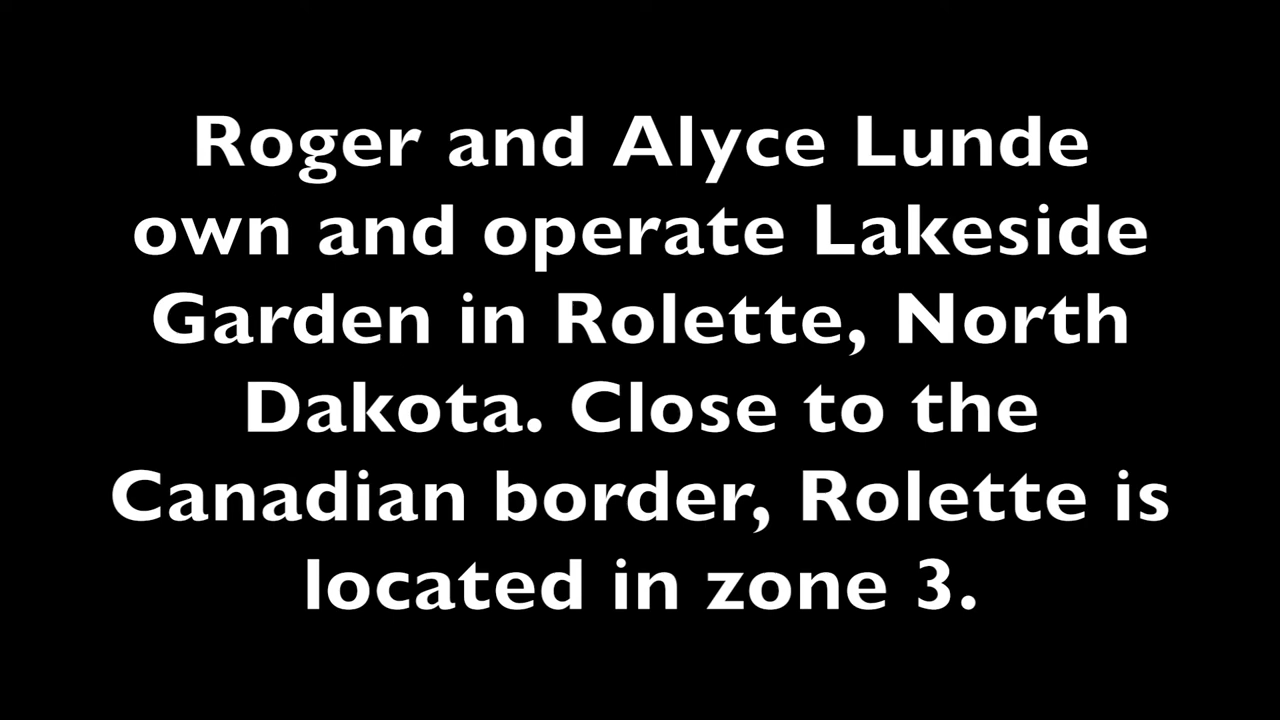 Roger and Alyce Lunde
own and operate Lakeside
Garden in Rolette, North
Dakota. Close to the
Canadian border, Rolette is
located in zone 3.